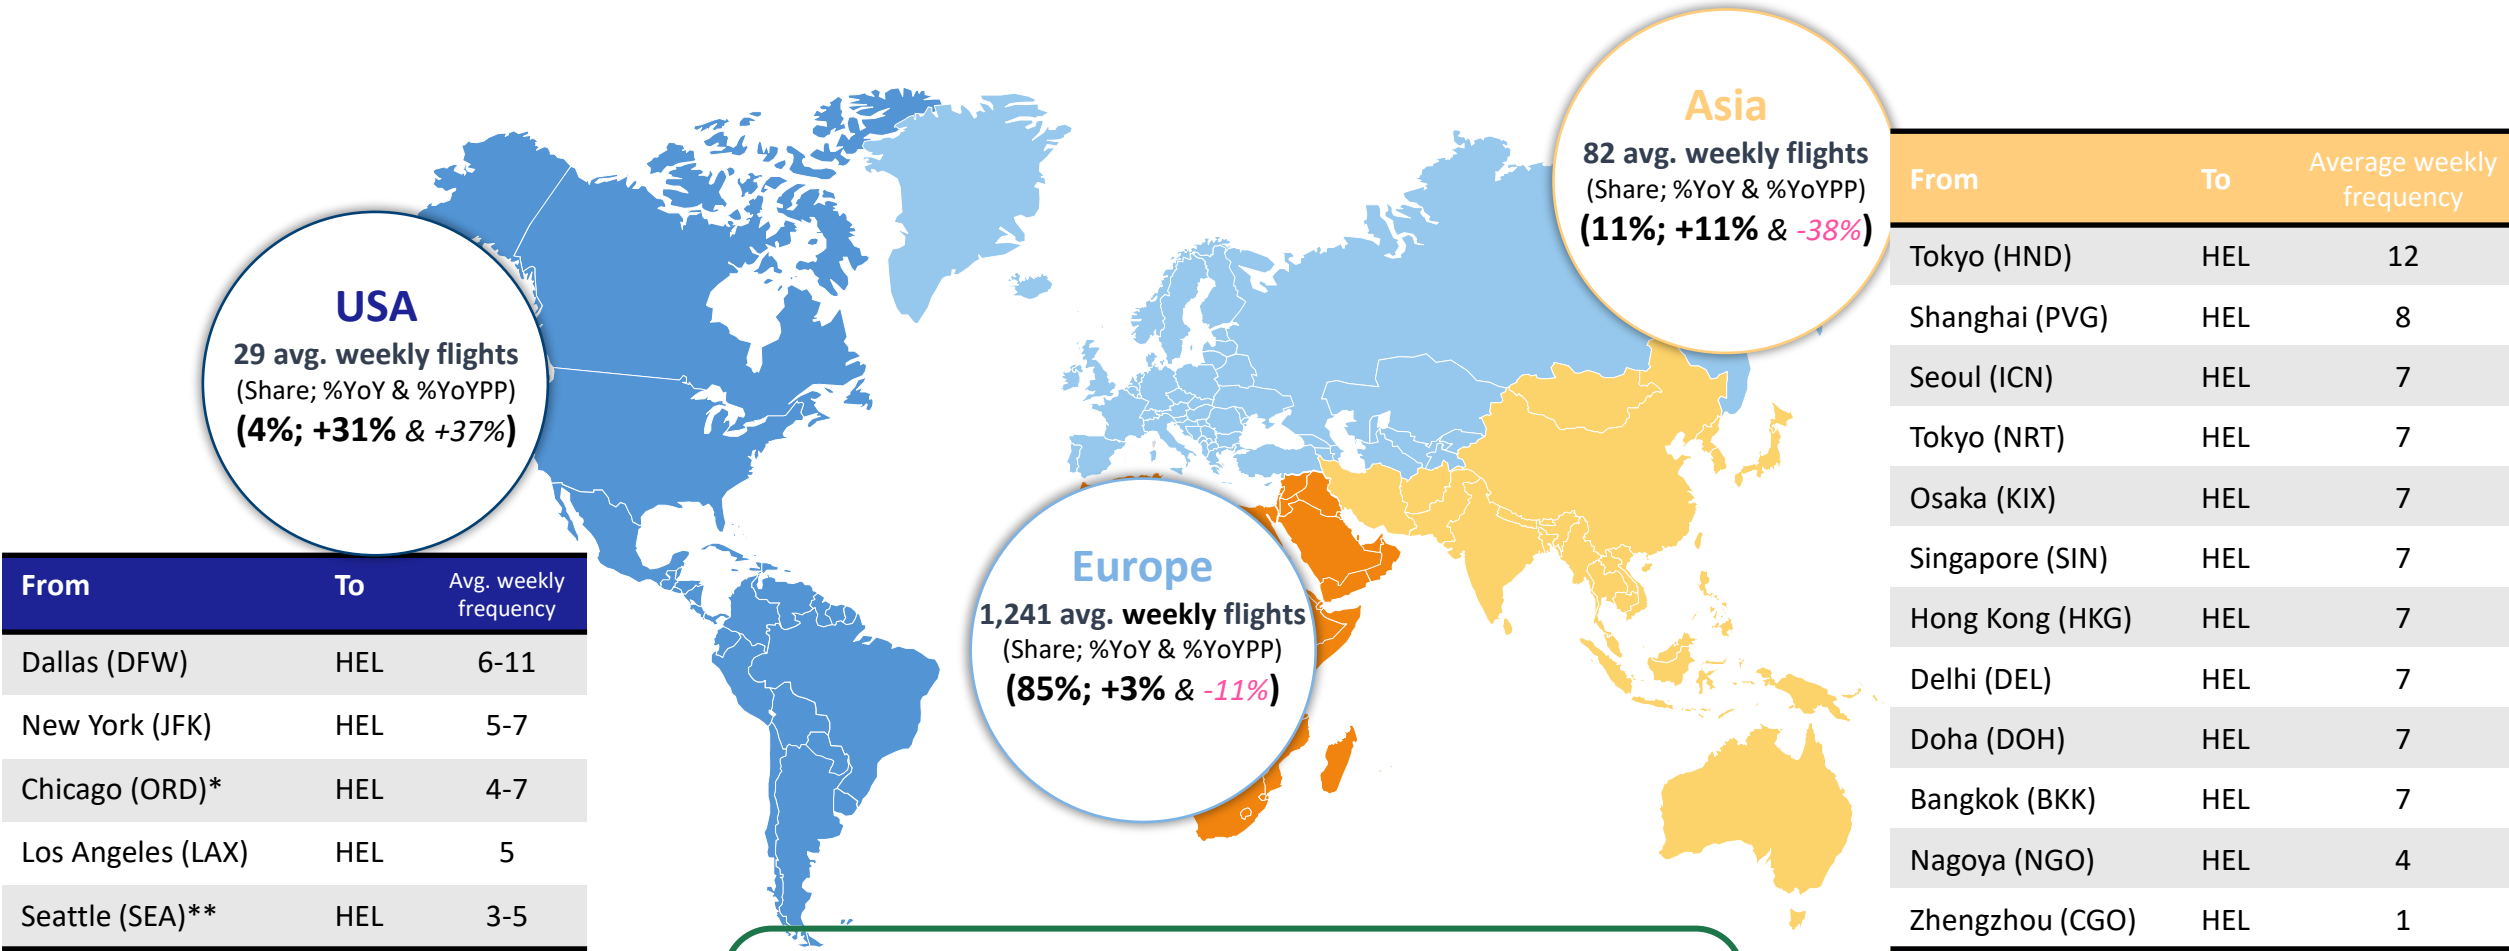 Asia
82 avg. weekly flights
(Share; %YoY & %YoYPP)
(11%; +11% & -38%)
USA
29 avg. weekly flights
(Share; %YoY & %YoYPP)
(4%; +31% & +37%)
Europe
1,241 avg. weekly flights
(Share; %YoY & %YoYPP)
(85%; +3% & -11%)
From To Avg. weekly
frequency
Dallas (DFW) HEL 6-11
New York (JFK) HEL 5-7
Chicago (ORD)* HEL 4-7
Los Angeles (LAX) HEL 5
Seattle (SEA)** HEL 3-5
From To Average weekly
frequency
Tokyo (HND) HEL 12
Shanghai (PVG) HEL 8
Seoul (ICN) HEL 7
Tokyo (NRT) HEL 7
Osaka (KIX) HEL 7
Singapore (SIN) HEL 7
Hong Kong (HKG) HEL 7
Delhi (DEL) HEL 7
Doha (DOH) HEL 7
Bangkok (BKK) HEL 7
Nagoya (NGO) HEL 4
Zhengzhou (CGO) HEL 1